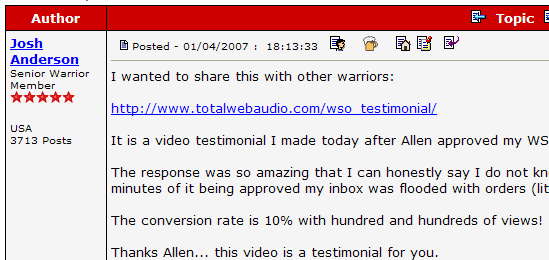 Author
Topic
Josh
Anderson
Senior Warrior
Member
USA
3713 Posts
Posted - 01/04/2007 : 18:13:33
I wanted to share this with other warriors:
http://www.totalwebaudio.com/wso_testimonial/
It is a video testimonial I made today after Allen approved my WS
The response was so amazing that I can honestly say I do not kn
minutes of it being approved my inbox was flooded with orders (lit
The conversion rate is 10% with hundred and hundreds of views!
Thanks Allen... this video is a testimonial for you.